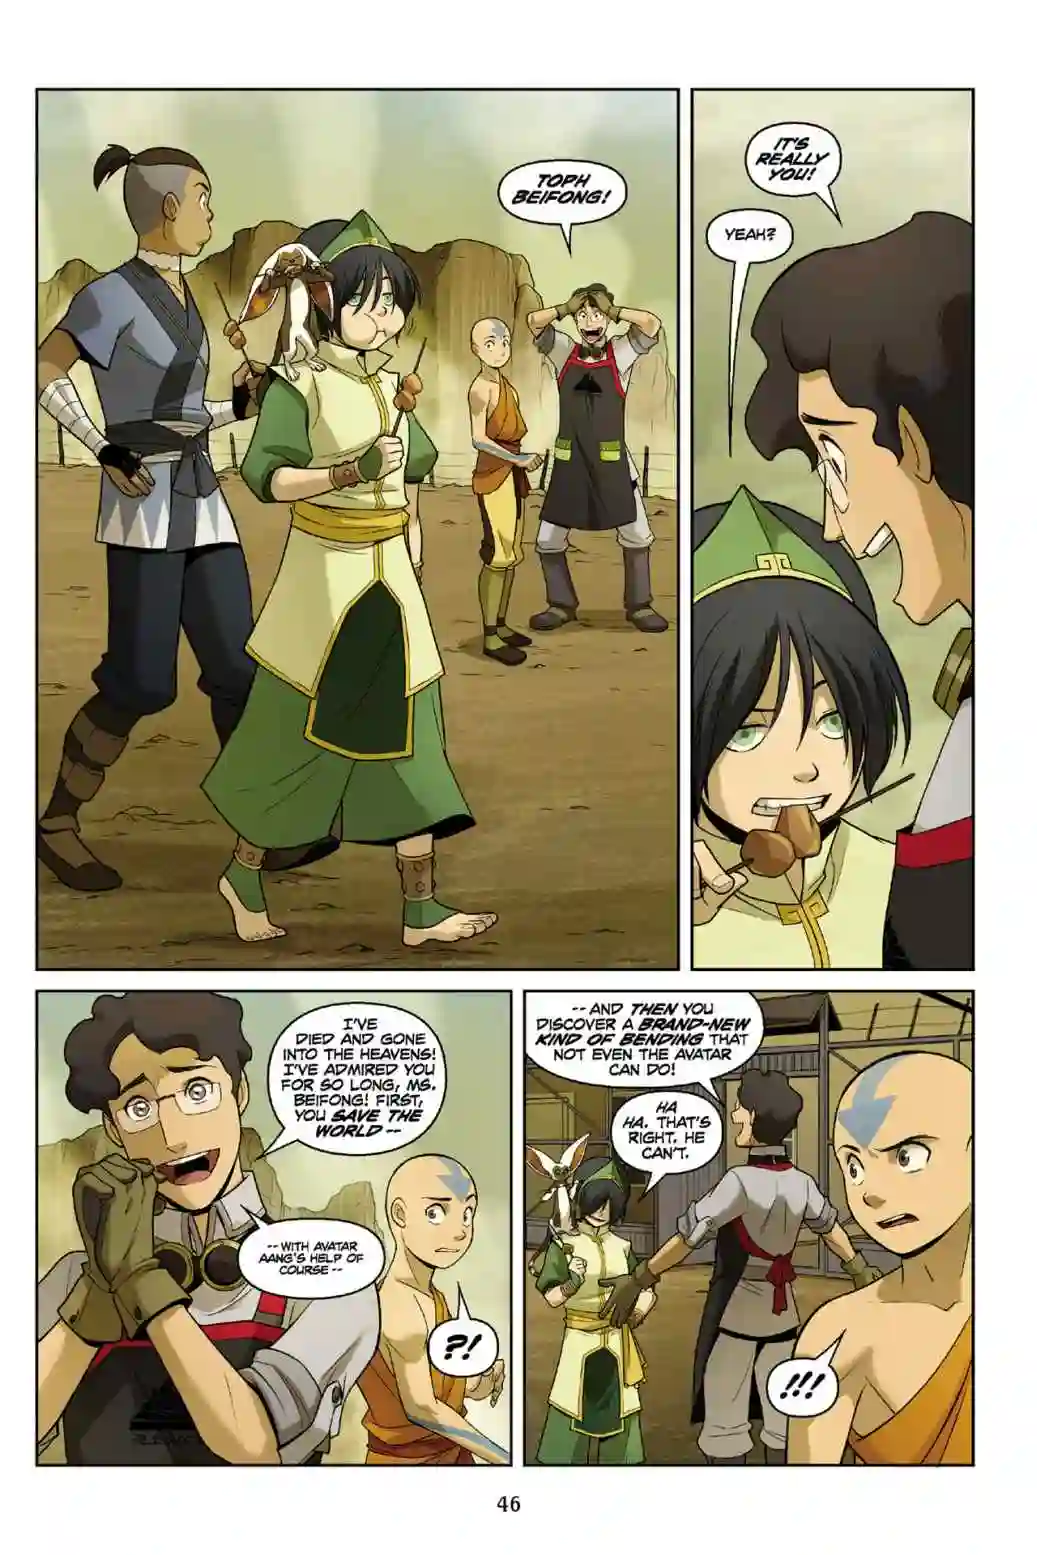 TOPH
BEIFONG!
IT'S
REALLY
YOU!
YEAH?
I'VE
DIED AND GONE
INTO THE HEAVENS!
I'VE ADMIRED YOU
FOR SO LONG, MS.
BEIFONG! FIRST,
YOU SAVE THE
WORLD --
-- WITH AVATAR
AANG'S HELP OF
COURSE --
?!
-- AND THEN YOU
DISCOVER A BRAND-NEW
KIND OF BENDING THAT
NOT EVEN THE AVATAR
CAN DO!
HA
HA. THAT'S
RIGHT. HE
CAN'T.
!!!
46